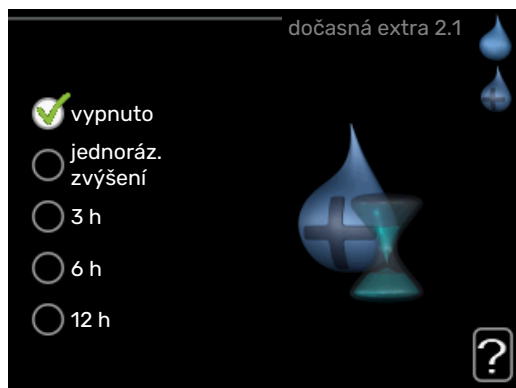 dočasná extra 2.1
vypnuto
jednoráz.
zvýšení
3 h
6 h
12 h
?